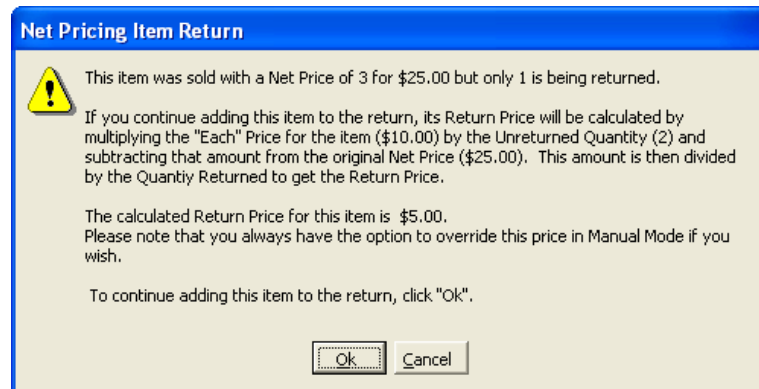 Net Pricing Item Return
This item was sold with a Net Price of 3 for $25.00 but only 1 is being returned.
If you continue adding this item to the return, its Return Price will be calculated by
multiplying the "Each" Price for the item ($10.00) by the Unreturned Quantity (2) and
subtracting that amount from the original Net Price ($25.00).  This amount is then divided
by the Quantiy Returned to get the Return Price.
The calculated Return Price for this item is  $5.00.
Please note that you always have the option to override this price in Manual Mode if you
wish.
To continue adding this item to the return, click "Ok".
Ok Cancel